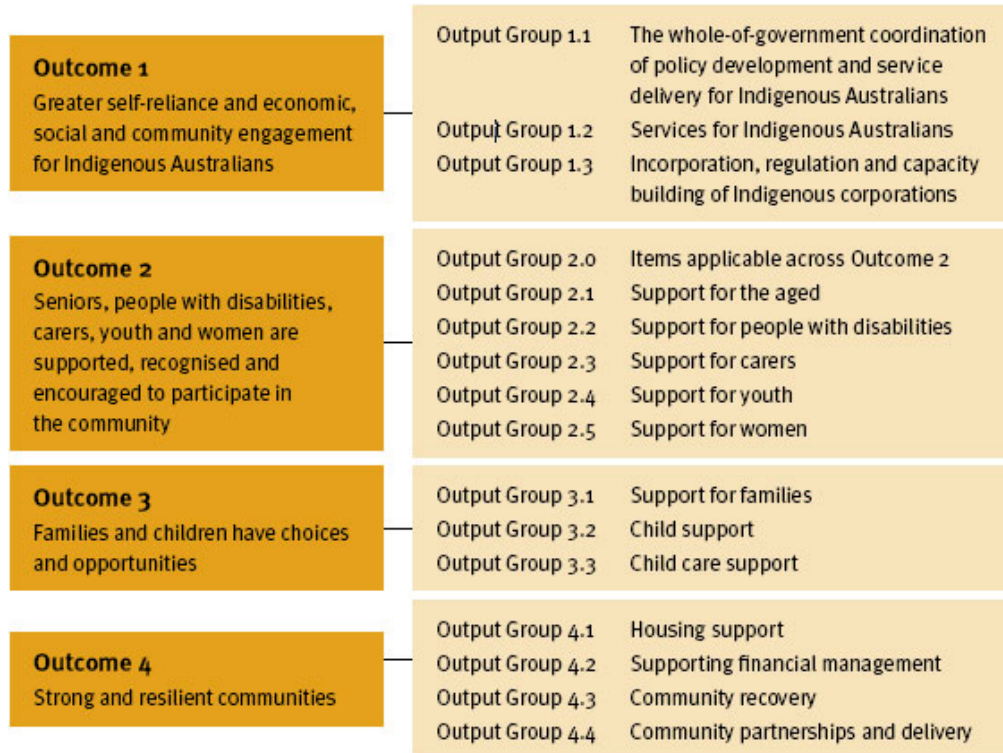 Outcome 1
Greater self-reliance and economic,
social and community engagement
for Indigenous Australians
Output Group 1.1 The whole-of-government coordination
of policy development and service
delivery for Indigenous Australians
Output Group 1.2 Services for Indigenous Australians
Output Group 1.3 Incorporation, regulation and capacity
building of Indigenous corporations
Outcome 2
Seniors, people with disabilities,
carers, youth and women are
supported, recognised and
encouraged to participate in
the community
Output Group 2.0 Items applicable across Outcome 2
Output Group 2.1 Support for the aged
Output Group 2.2 Support for people with disabilities
Output Group 2.3 Support for carers
Output Group 2.4 Support for youth
Output Group 2.5 Support for women
Outcome 3
Families and children have choices
and opportunities
Output Group 3.1 Support for families
Output Group 3.2 Child support
Output Group 3.3 Child care support
Outcome 4
Strong and resilient communities
Output Group 4.1 Housing support
Output Group 4.2 Supporting financial management
Output Group 4.3 Community recovery
Output Group 4.4 Community partnerships and delivery